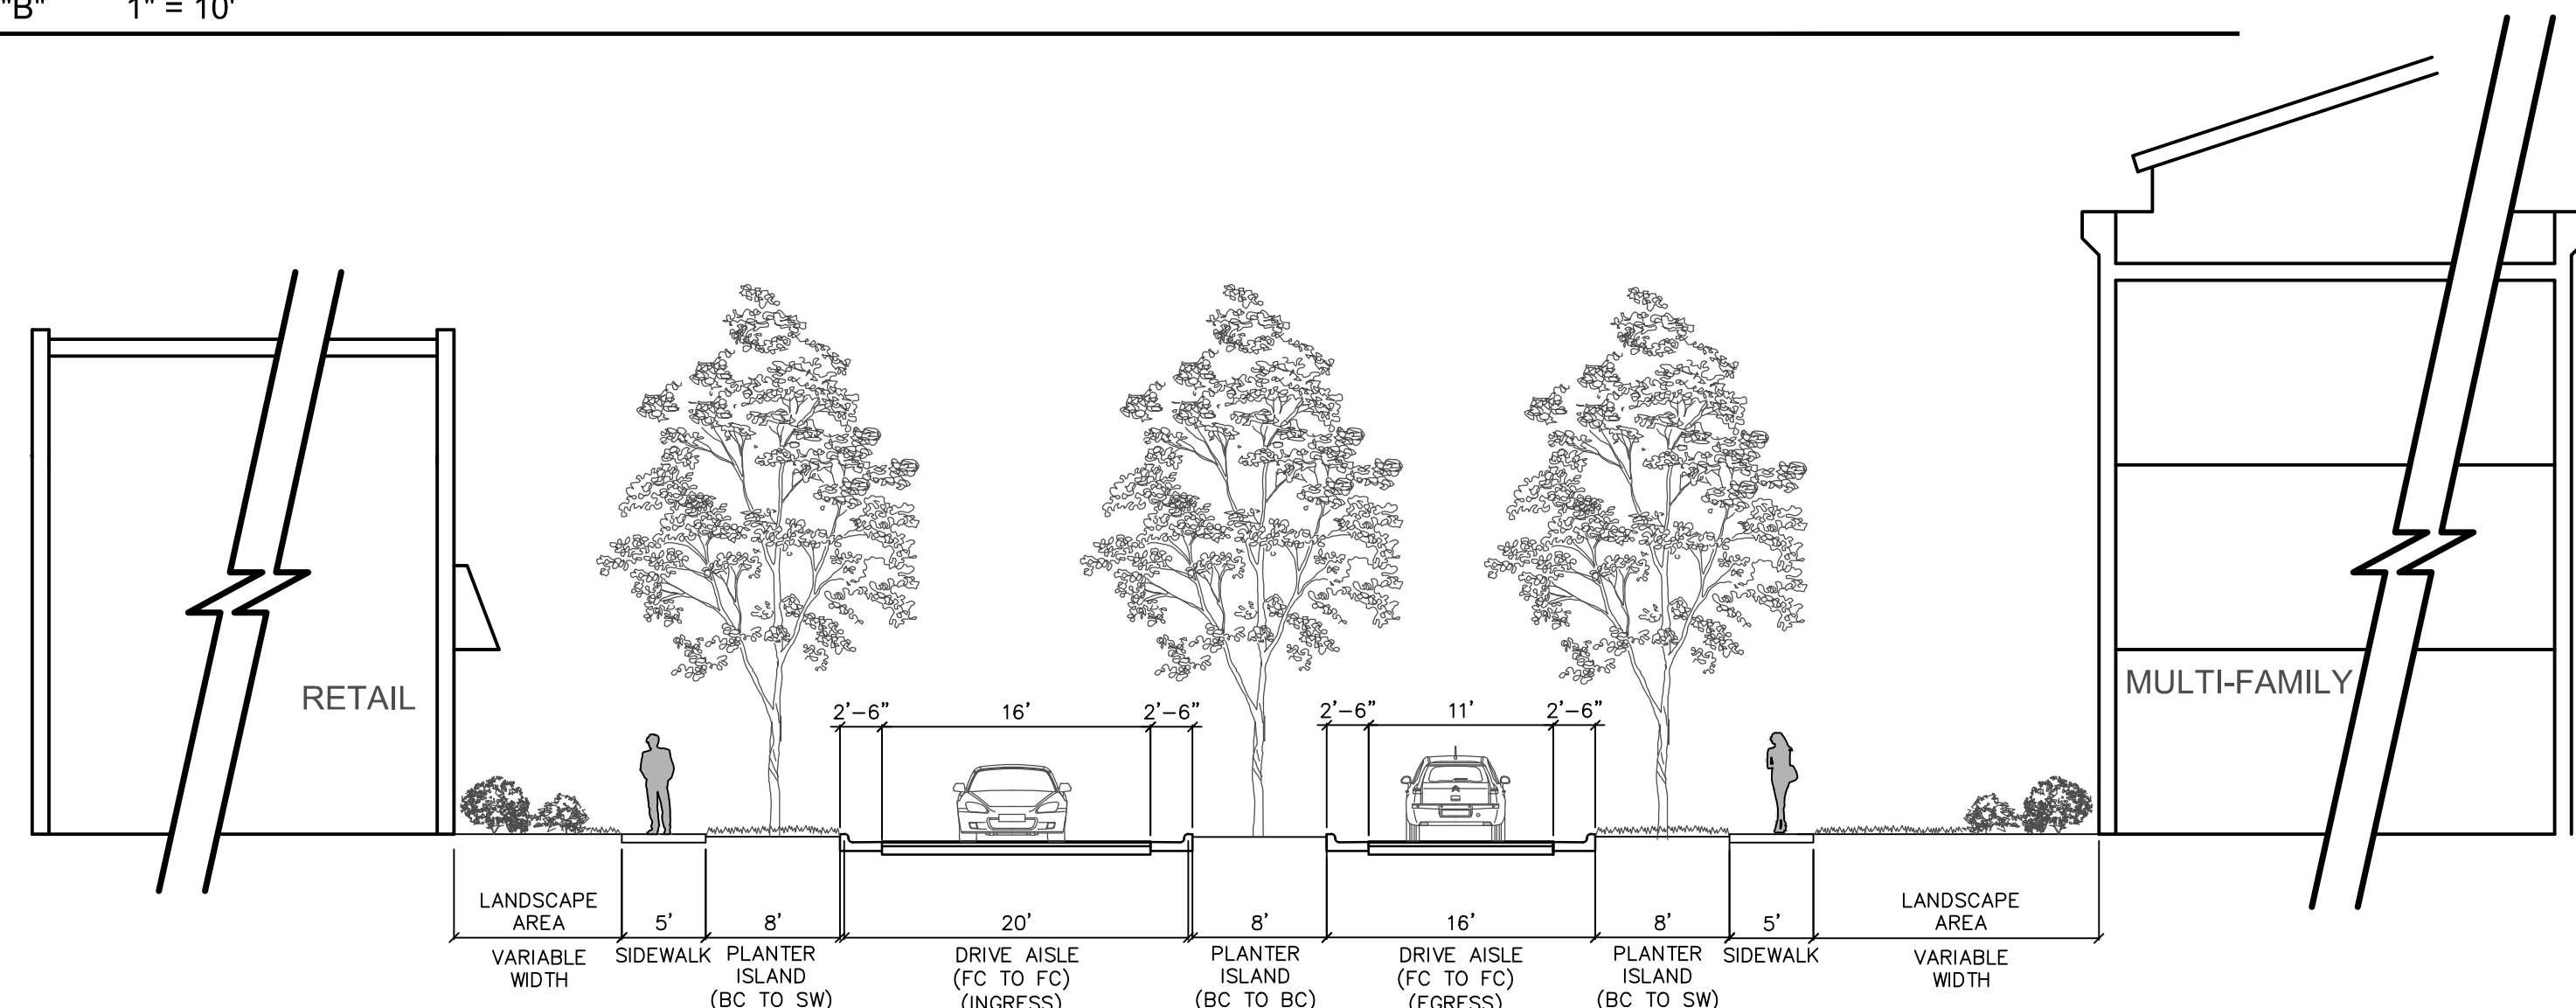 "B" 1" = 10'
RETAIL
MULTI-FAMILY
2'-6" 16' 2'-6" 2'-6" 11' 2'-6"
LANDSCAPE
AREA
VARIABLE
WIDTH
5'
SIDEWALK
8'
PLANTER
ISLAND
(BC TO SW)
20'
DRIVE AISLE
(FC TO FC)
(INGRESS)
8'
PLANTER
ISLAND
(BC TO BC)
16'
DRIVE AISLE
(FC TO FC)
(EGRESS)
8'
PLANTER
ISLAND
(BC TO SW)
5'
SIDEWALK
LANDSCAPE
AREA
VARIABLE
WIDTH